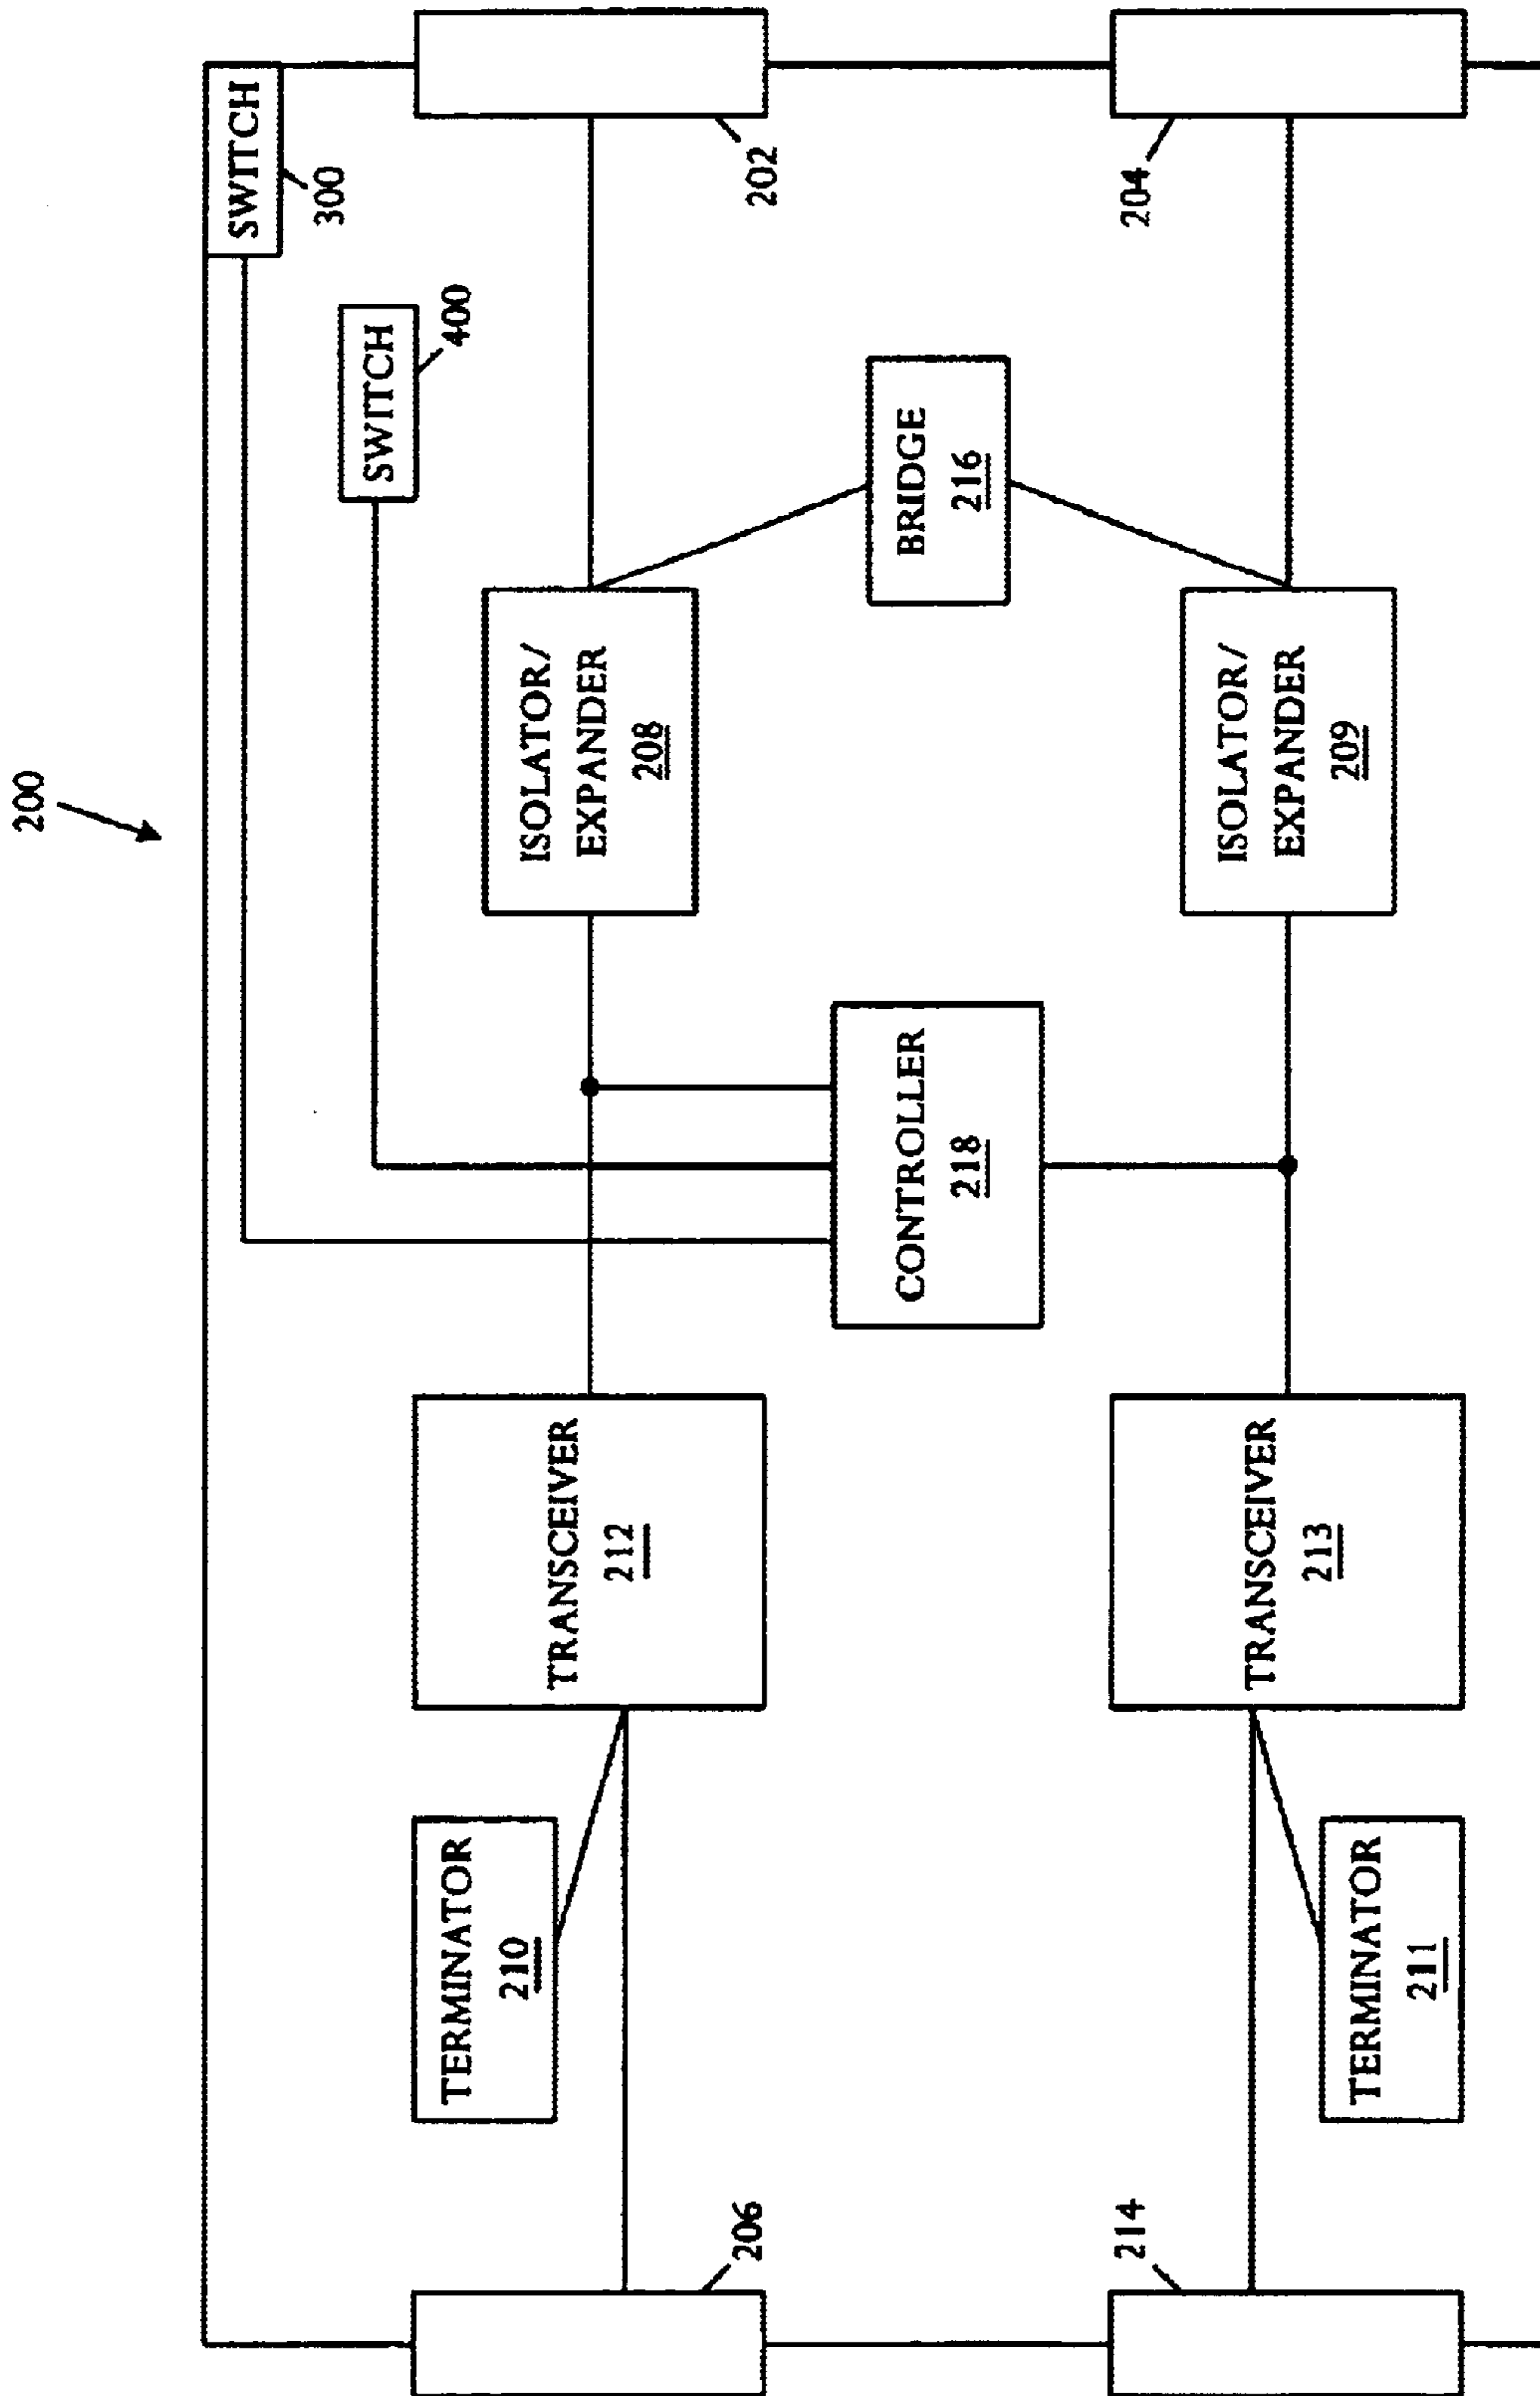 200
SWITCH
300
SWITCH
400
TERMINATOR
210
TRANSCEIVER
212
ISOLATOR/
EXPANDER
208
206
202
CONTROLLER
218
BRIDGE
216
214
204
TRANSCEIVER
213
ISOLATOR/
EXPANDER
209
TERMINATOR
211